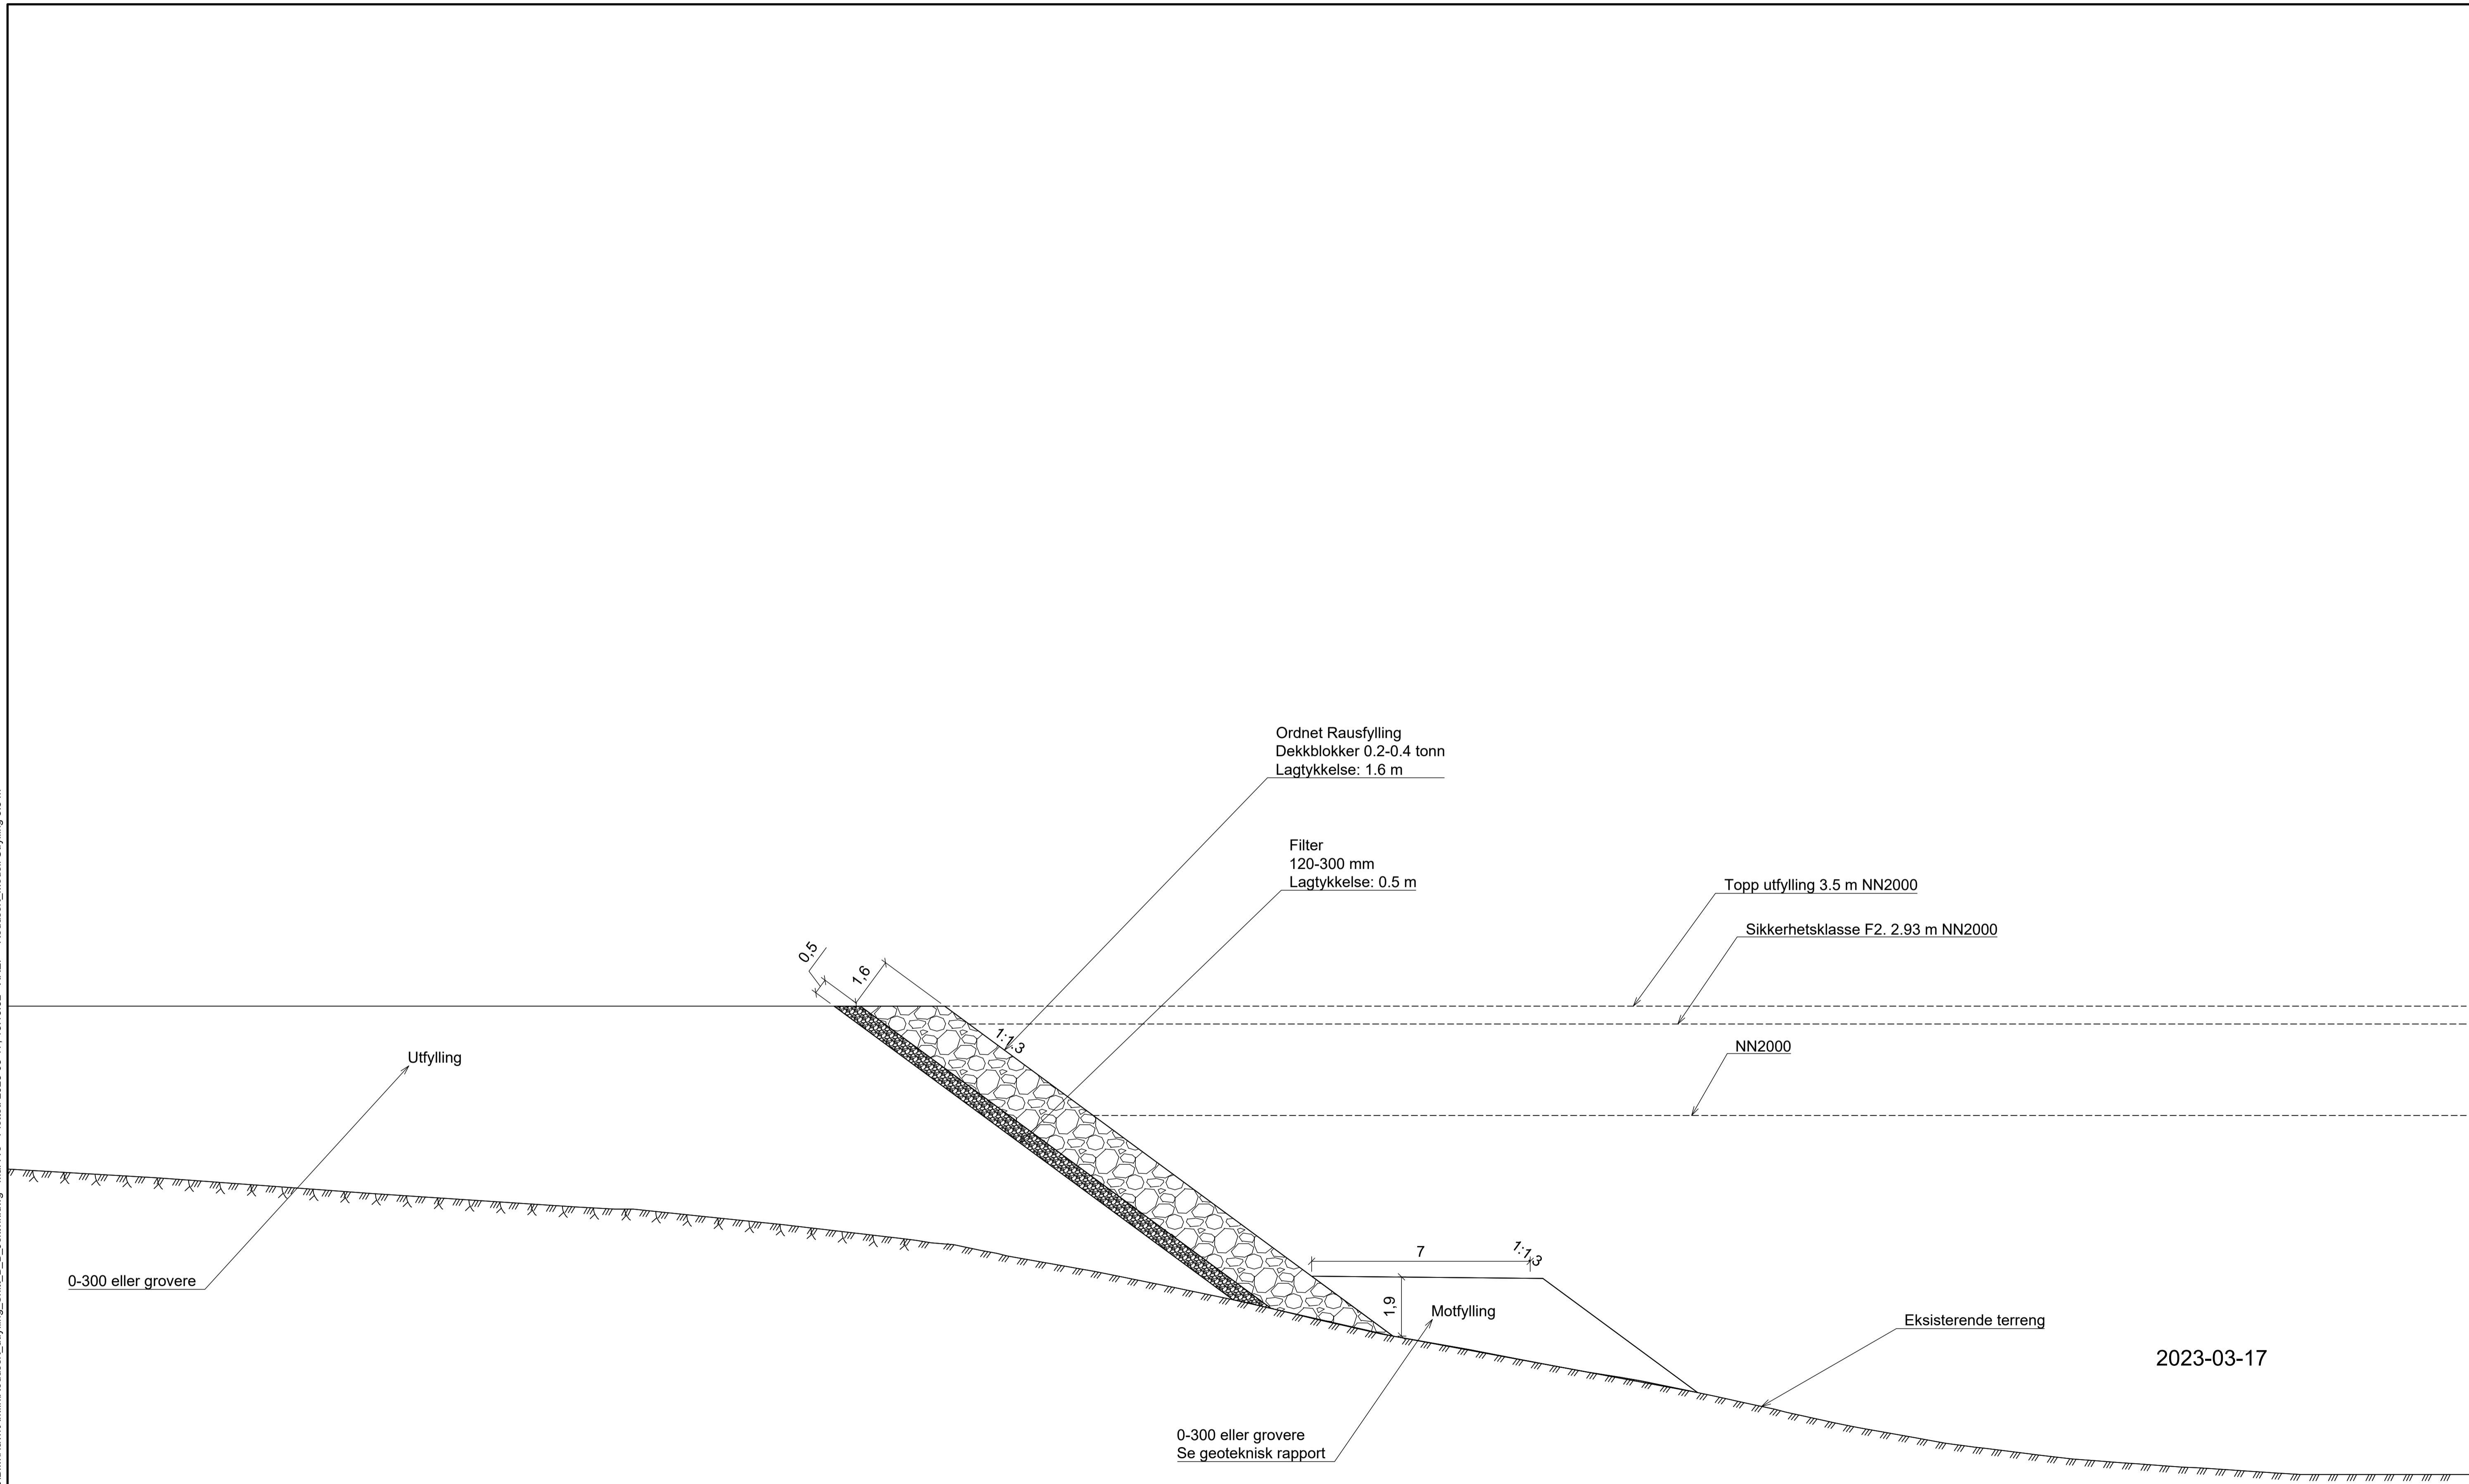 Ordnet Rausfylling
Dekkblokker 0.2-0.4 tonn
Lagtykkelse: 1.6 m
Filter
120-300 mm
Lagtykkelse: 0.5 m
Topp utfylling 3.5 m NN2000
Sikkerhetsklasse F2. 2.93 m NN2000
0,5
1,6
1:1.3
NN2000
Utfylling
7
1:1.3
0-300 eller grovere
1,9
Motfylling
Eksisterende terreng
2023-03-17
0-300 eller grovere
Se geoteknisk rapport